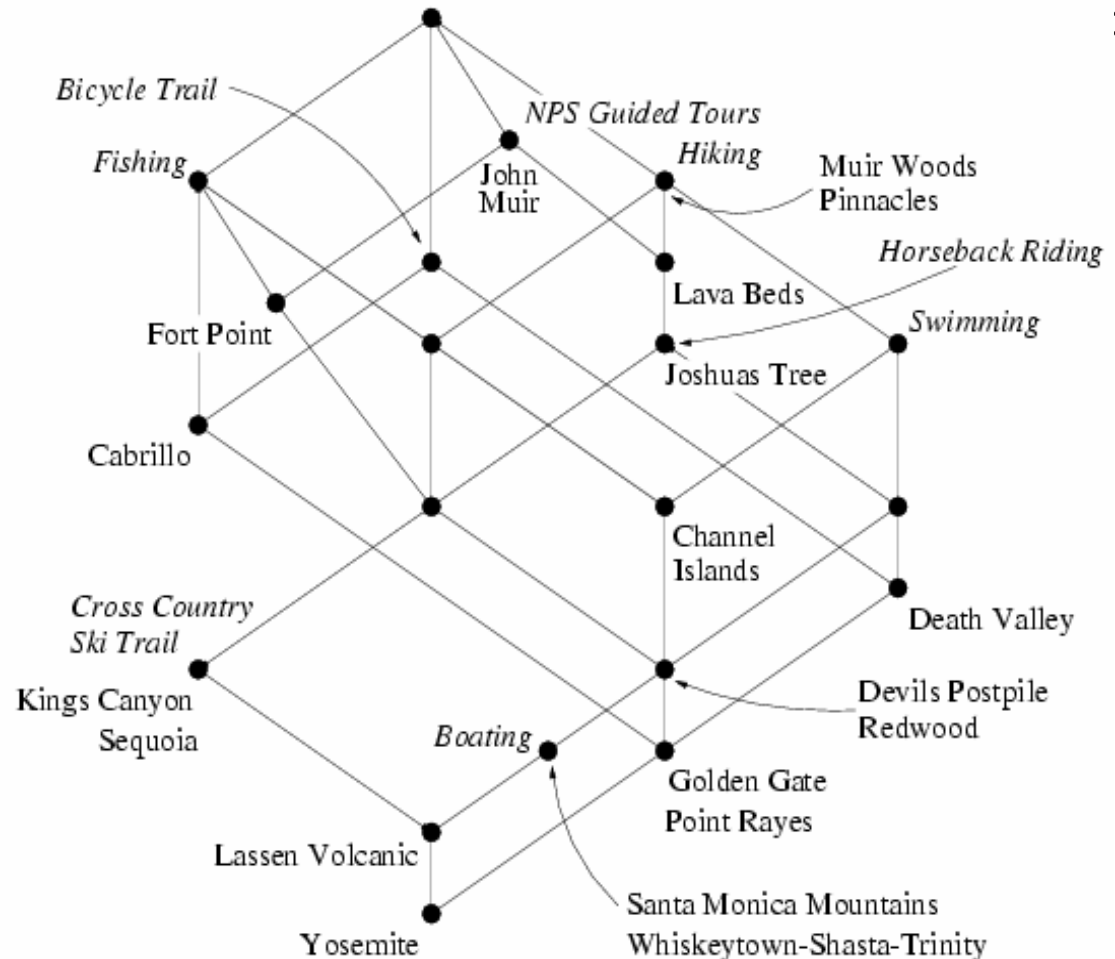 Bicycle Trail
NPS Guided Tours
Fishing
Hiking
John
Muir
Muir Woods
Pinnacles
Horseback Riding
Lava Beds
Fort Point
Swimming
Joshuas Tree
Cabrillo
Channel
Islands
Cross Country
Ski Trail
Death Valley
Kings Canyon
Sequoia
Devils Postpile
Redwood
Boating
Golden Gate
Point Rayes
Lassen Volcanic
Santa Monica Mountains
Whiskeytown-Shasta-Trinity
Yosemite